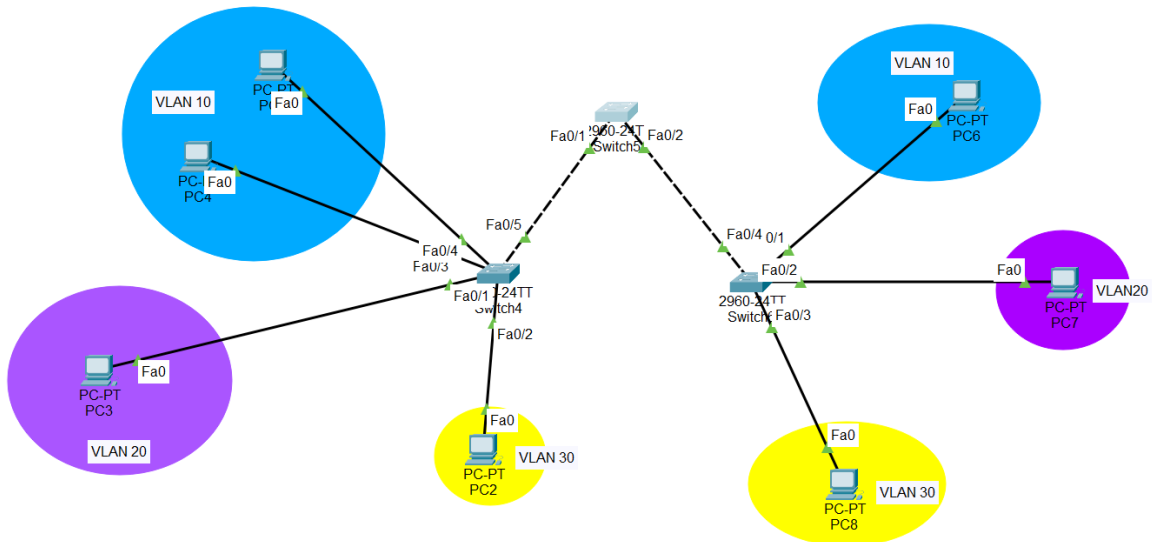 VLAN 10
PC-PT
Fa0
Fa0
PC4
VLAN 10
Fa0
PC-PT
PC6
Fa0/1
Fa0/2
Switch5
Fa0/5
Fa0/4
Fa0/3
Fa0/1
-24TT
Switch4
Fa0/2
Fa0/4
0/1
Fa0/2
2960-24TT
Fa0/3
Fa0
PC-PT
PC7
VLAN20
Fa0
PC-PT
PC3
VLAN 20
Fa0
PC-PT
PC2
VLAN 30
Fa0
PC-PT
PC8
VLAN 30